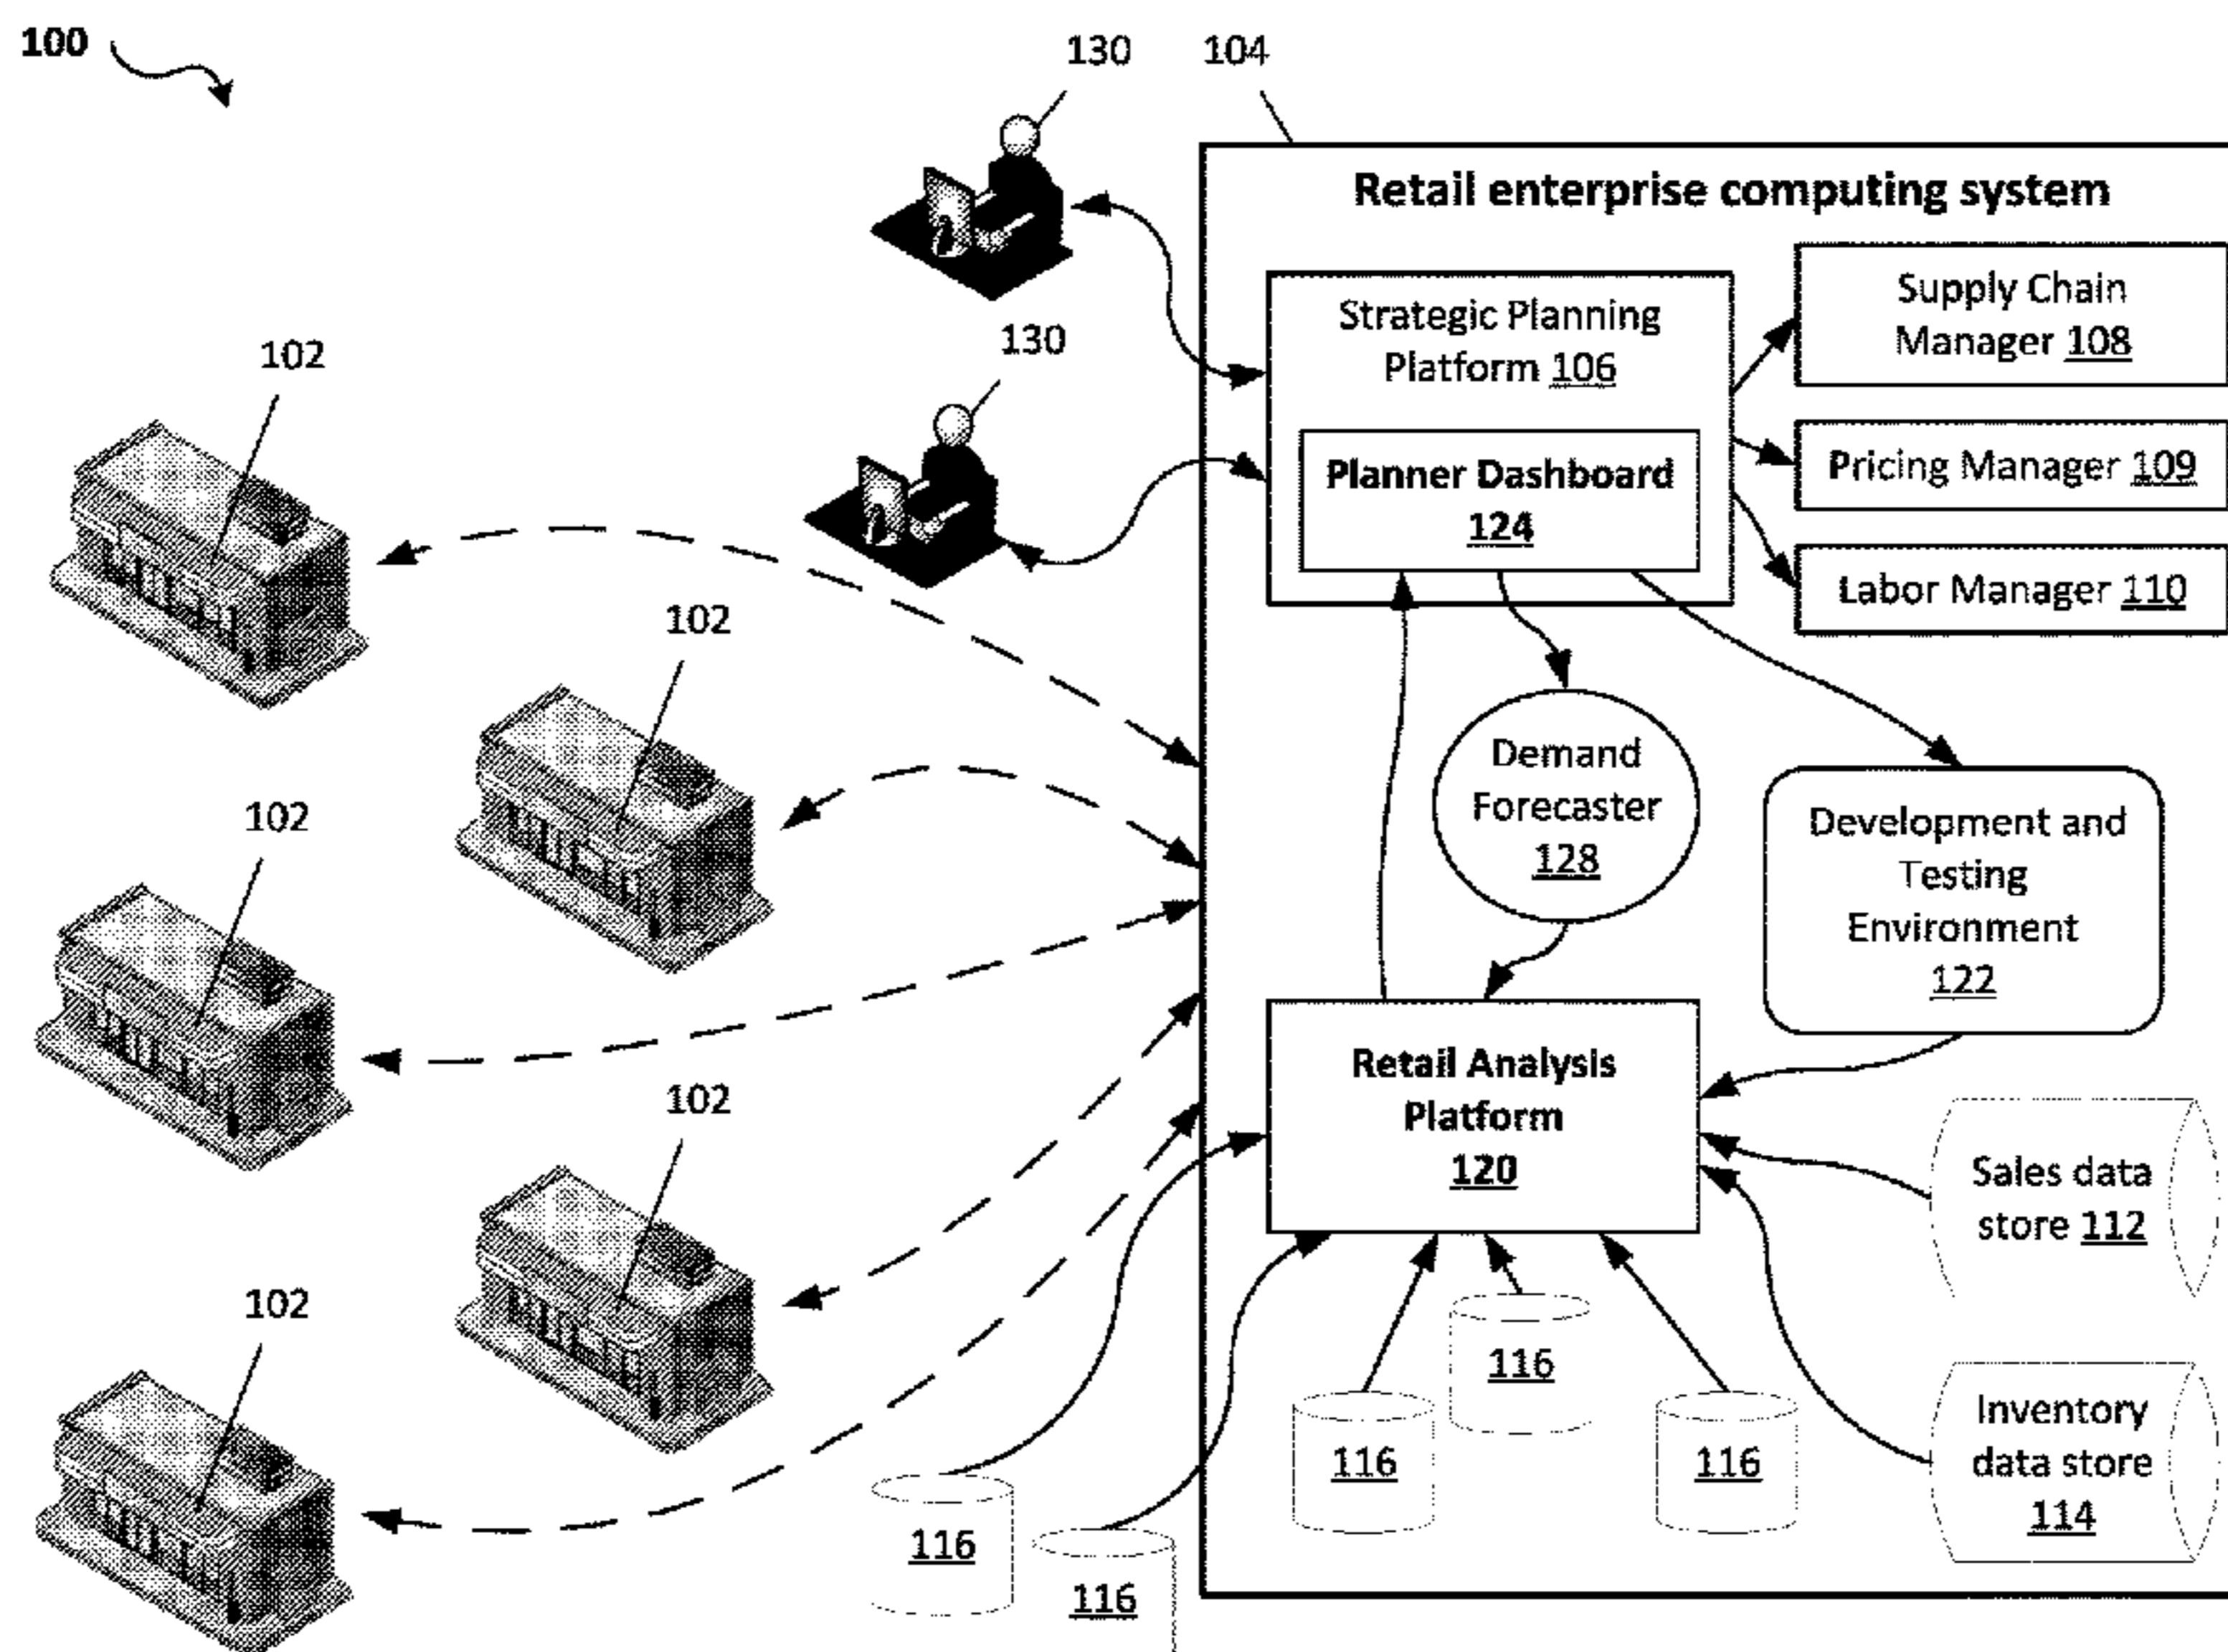 100
130
104
Retail enterprise computing system
Supply Chain
Manager 108
Strategic Planning
Platform 106
130
102
Pricing Manager 109
Planner Dashboard
124
Labor Manager 110
102
Demand
Forecaster
128
Development and
Testing
Environment
122
102
Retail Analysis
Platform
120
102
Sales data
store 112
102
116
116
116
Inventory
data store
114
116
116